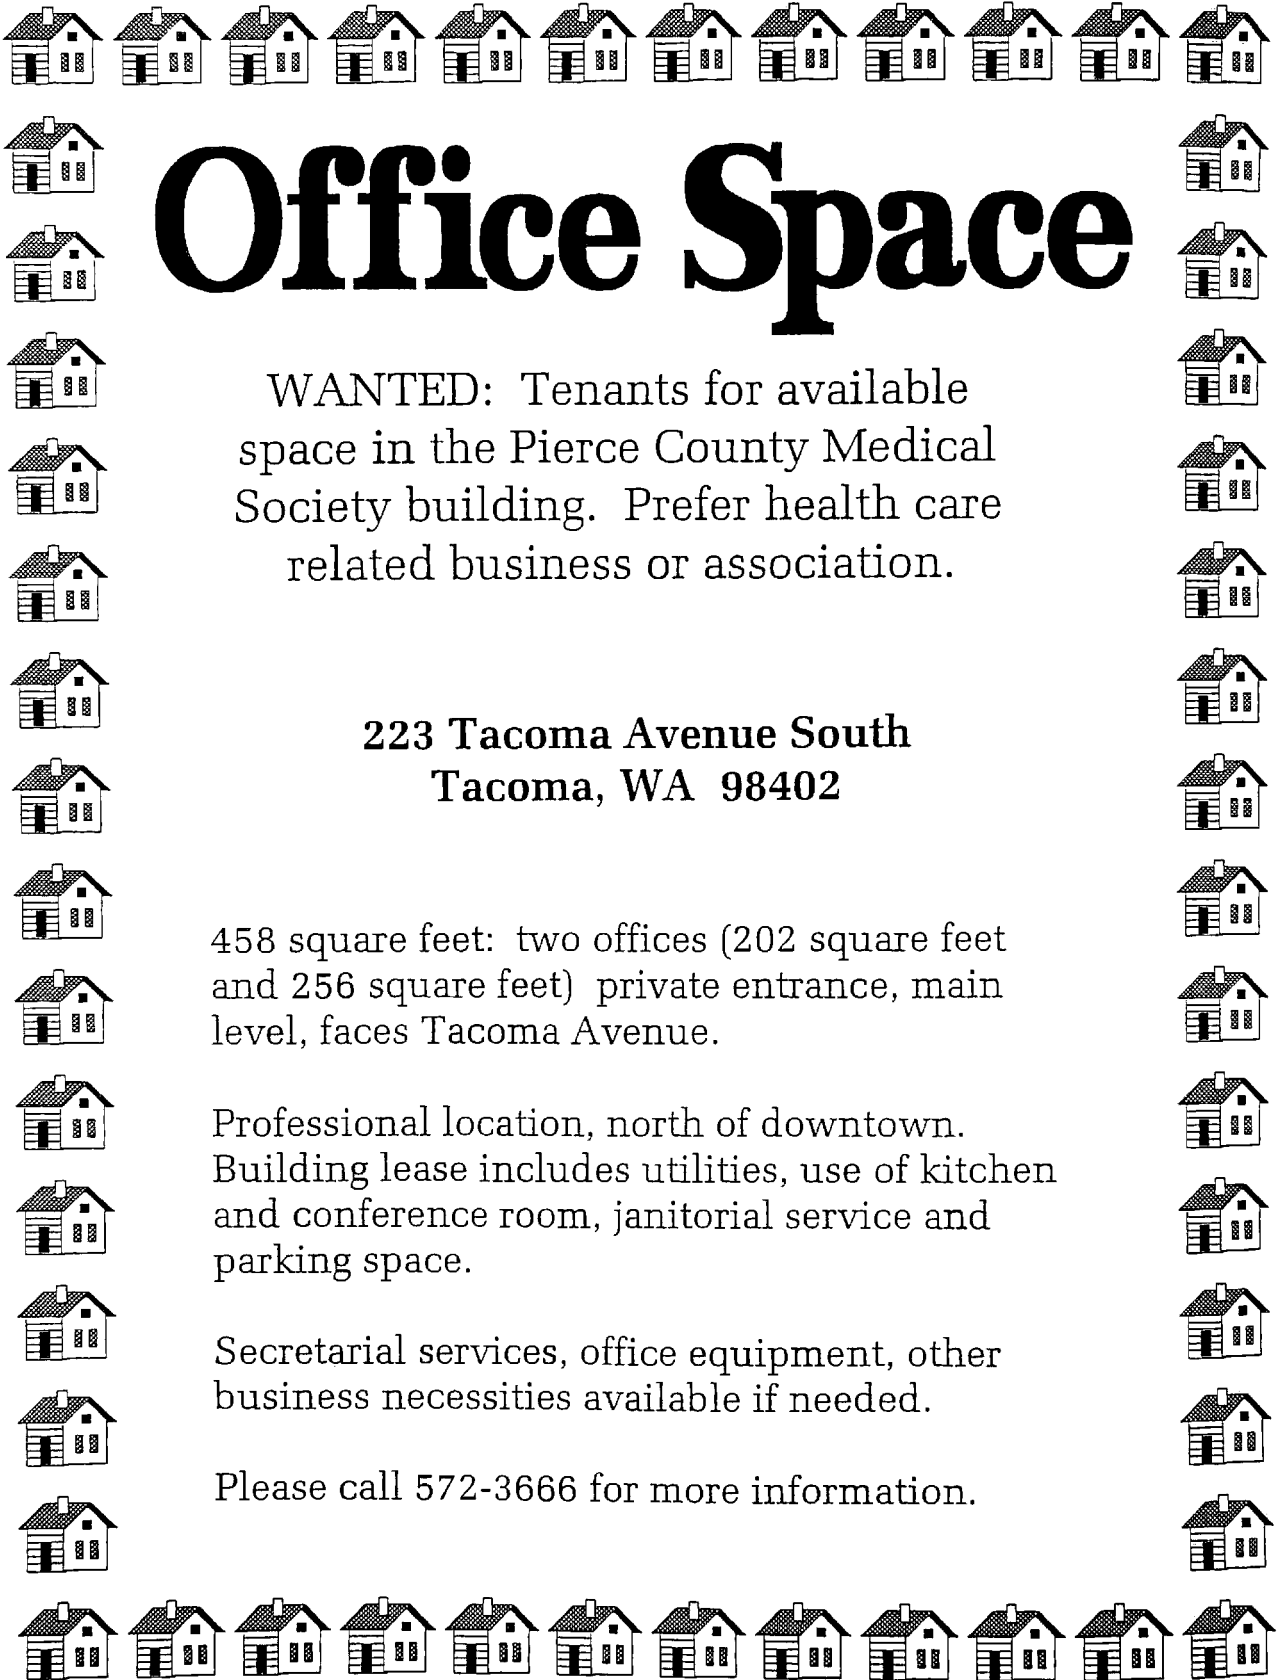 Office Space
WANTED:  Tenants for available
space in the Pierce County Medical
Society building.  Prefer health care
related business or association.
223 Tacoma Avenue South
Tacoma, WA  98402
458 square feet:  two offices (202 square feet
and 256 square feet)  private entrance, main
level, faces Tacoma Avenue.
Professional location, north of downtown.
Building lease includes utilities, use of kitchen
and conference room, janitorial service and
parking space.
Secretarial services, office equipment, other
business necessities available if needed.
Please call 572-3666 for more information.